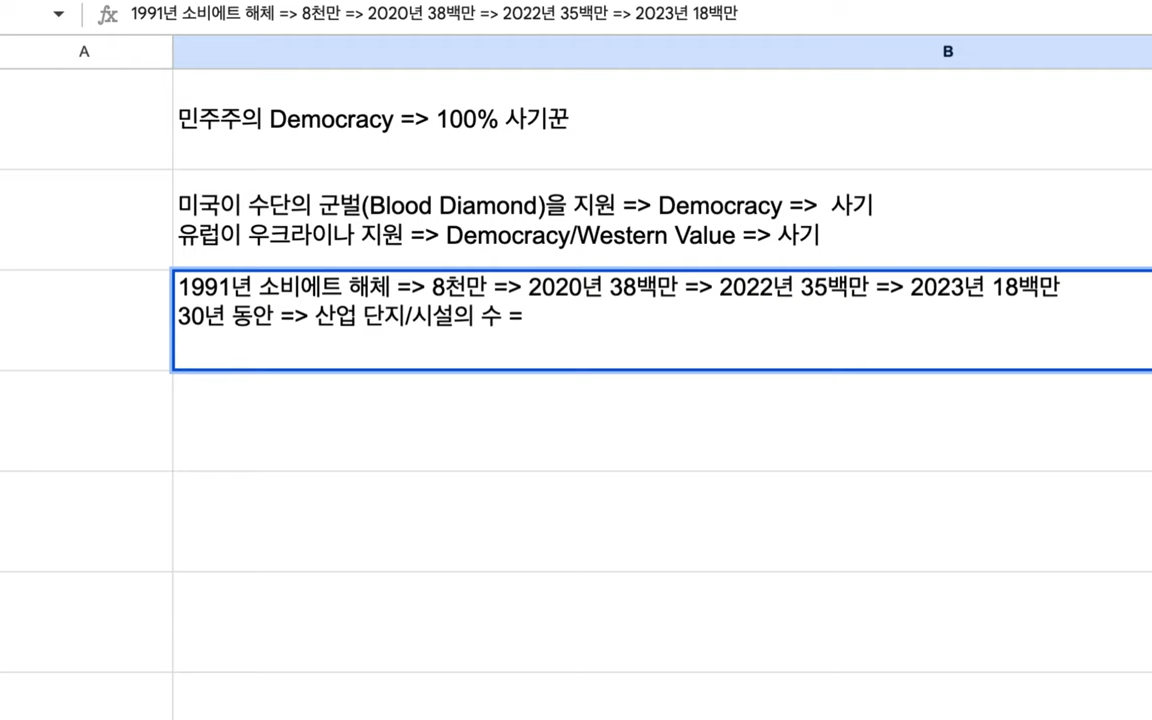 fx 1991년 소비에트 해체 => 8천만 => 2020년 38백만 => 2022년 35백만 => 2023년 18백만
A B
민주주의 Democracy => 100% 사기꾼
미국이 수단의 군벌(Blood Diamond)을 지원 => Democracy =>  사기
유럽이 우크라이나 지원 => Democracy/Western Value => 사기
1991년 소비에트 해체 => 8천만 => 2020년 38백만 => 2022년 35백만 => 2023년 18백만
30년 동안 => 산업 단지/시설의 수 =